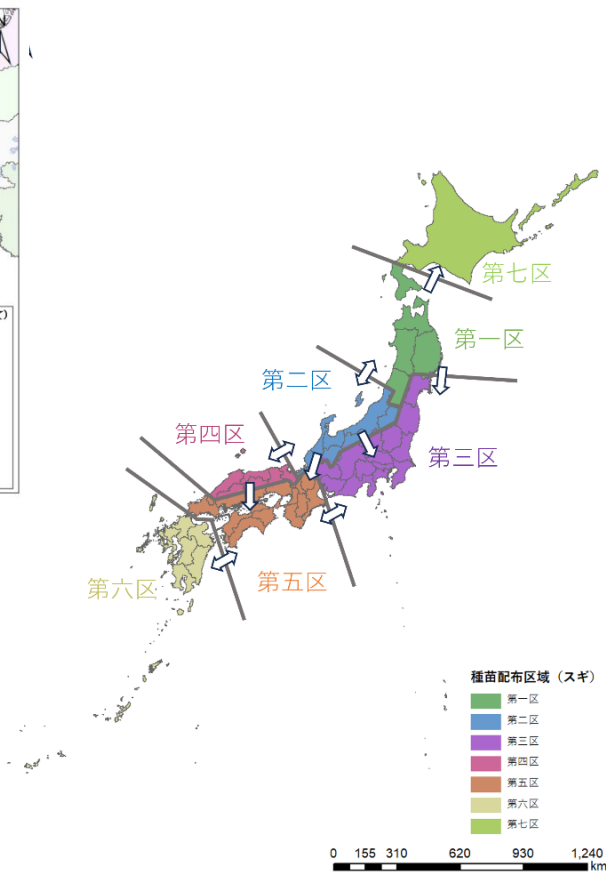 て)
第七区
第一区
第二区
第四区
第三区
第六区
第五区
種苗配布区域（スギ）
第一区
第二区
第三区
第四区
第五区
第六区
第七区
0 155 310 620 930 1,240
km